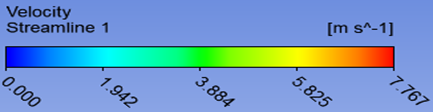 Velocity
Streamline 1 [m s^-1]
0.000 1.942 3.884 5.825 7.767